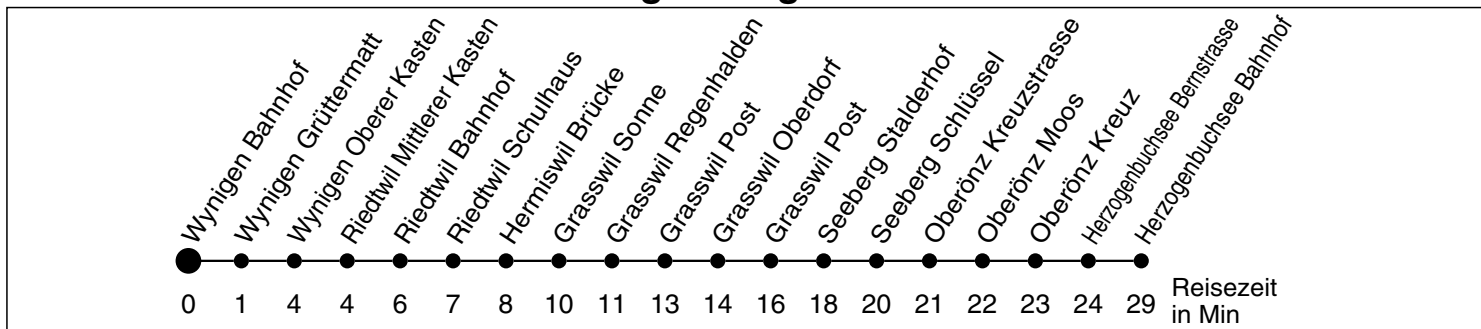 Wynigen Bahnhof
Wynigen Grüttermatt
Wynigen Oberer Kasten
Riedtwil Mittlerer Kasten
Riedtwil Bahnhof
Riedtwil Schulhaus
Hermiswil Brücke
Grasswil Sonne
Grasswil Regenhalden
Grasswil Post
Grasswil Oberdorf
Grasswil Post
Seeberg Stalderhof
Seeberg Schlüssel
Oberönz Kreuzstrasse
Oberönz Moos
Oberönz Kreuz
Herzogenbuchsee Bernstrasse
Herzogenbuchsee Bahnhof
0 1 4 4 6 7 8 10 11 13 14 16 18 20 21 22 23 24 29 Reisezeit
in Min